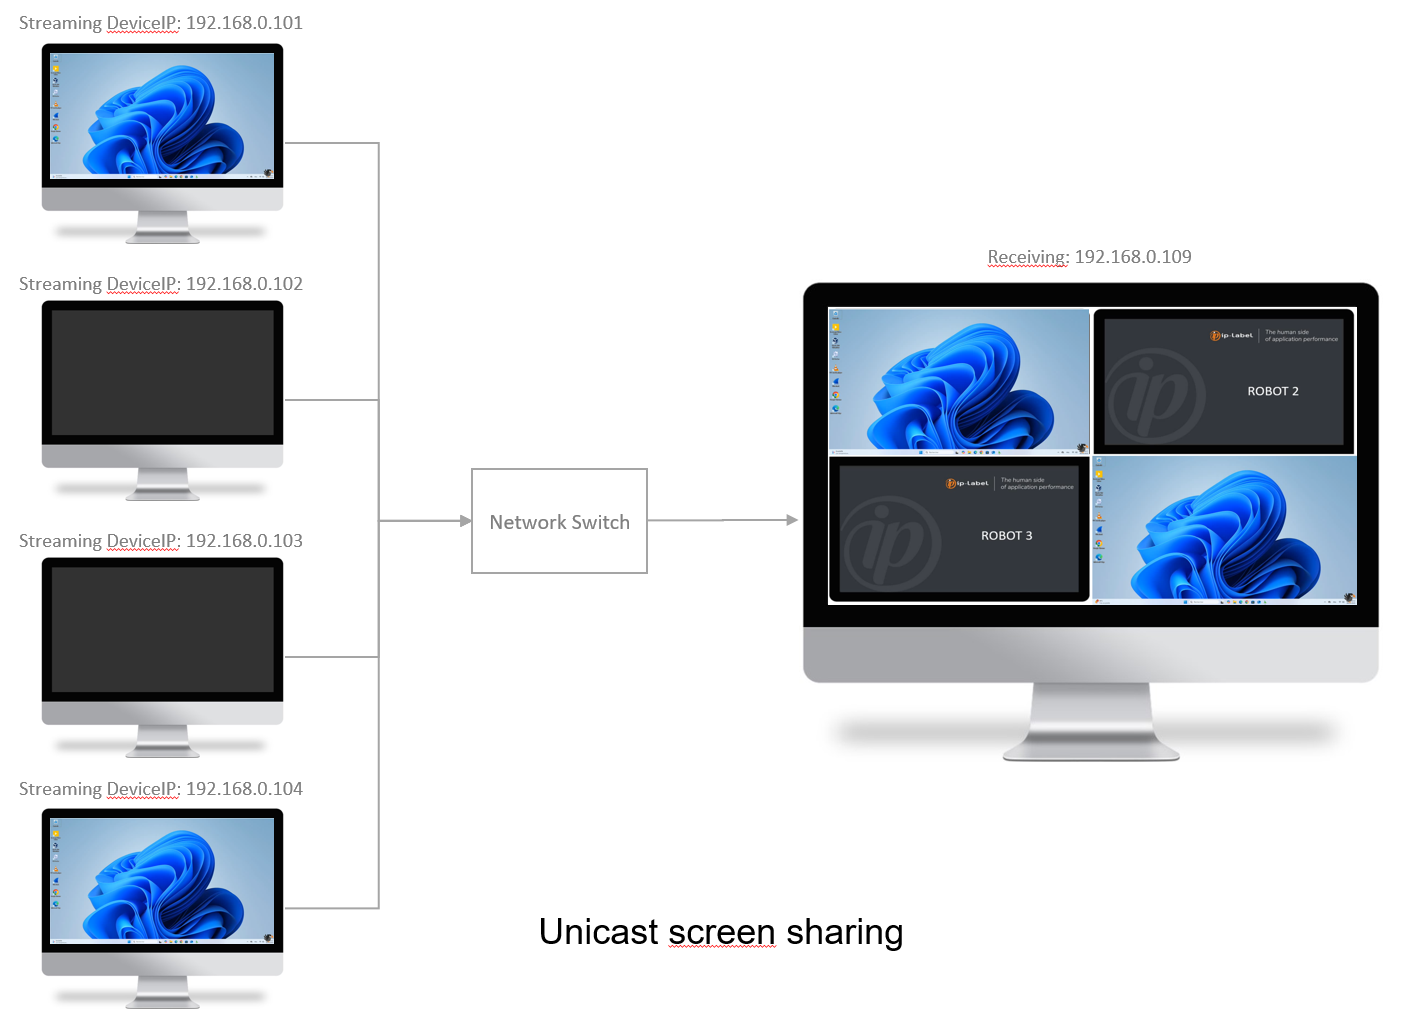 Streaming DeviceIP: 192.168.0.101
Streaming DeviceIP: 192.168.0.102
Streaming DeviceIP: 192.168.0.103
Streaming DeviceIP: 192.168.0.104
Network Switch
Receiving: 192.168.0.109
ip-label
The human side
of application performance
ip
ROBOT 2
ip-label
The human side
of application performance
ip
ROBOT 3
Unicast screen sharing